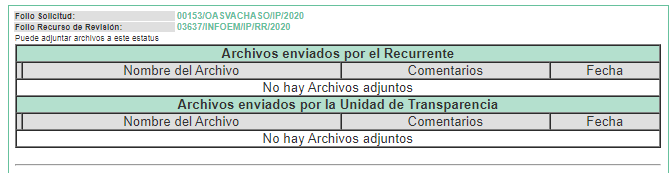 Folio Solicitud: 00153/OASVACHASO/IP/2020
Folio Recurso de Revisión: 03637/INFOEM/IP/RR/2020
Puede adjuntar archivos a este estatus
Archivos enviados por el Recurrente
Nombre del Archivo Comentarios Fecha
No hay Archivos adjuntos
Archivos enviados por la Unidad de Transparencia
Nombre del Archivo Comentarios Fecha
No hay Archivos adjuntos